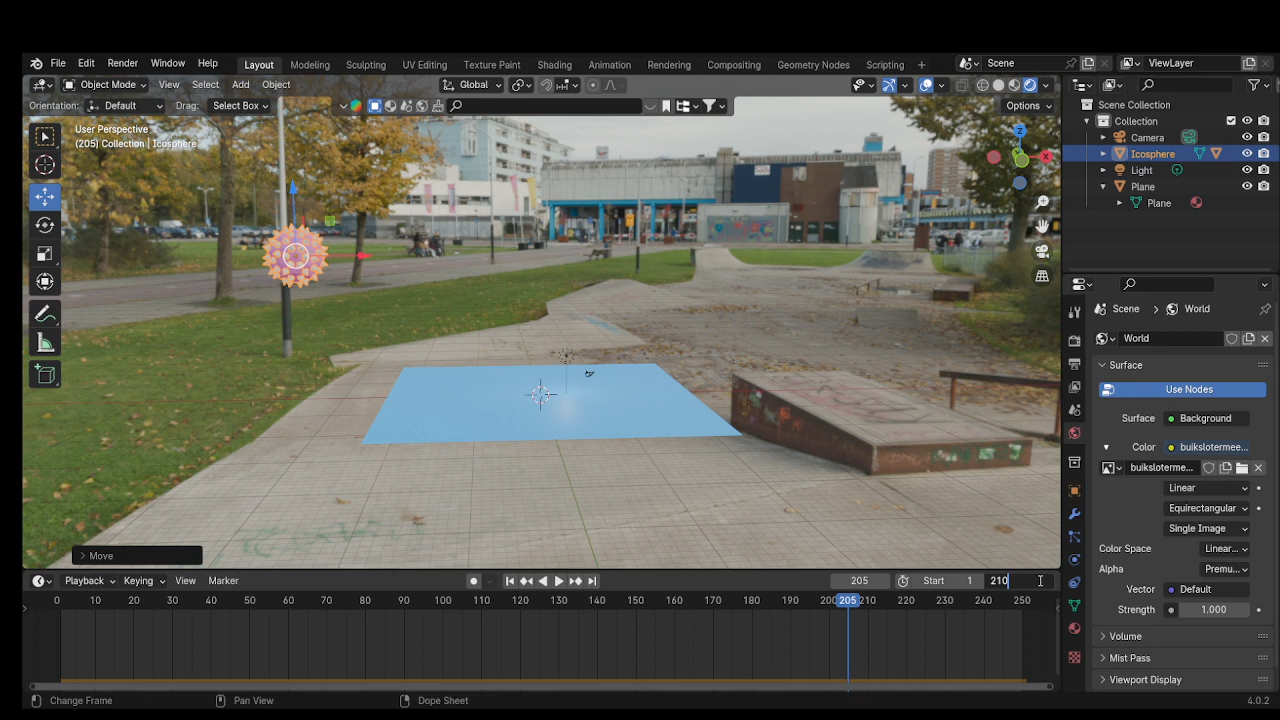 File Edit Render Window Help Layout Modeling Sculpting UV Editing Texture Paint Shading Animation Rendering Compositing Geometry Nodes Scripting + Scene ViewLayer
Object Mode View Select Add Object Global
Orientation: Default Drag: Select Box Options
User Perspective
(205) Collection | Icosphere
Z
X
Move
Scene Collection
Collection
Camera
Icosphere
Light
Plane
Plane
Scene World
World
Surface
Use Nodes
Surface Background
Color buikslotermee...
buiksloterme...
Linear
Equirectangular
Single Image
Color Space Linear...
Alpha Premu...
Vector Default
Strength 1.000
Volume
Mist Pass
Viewport Display
Playback Keying View Marker 205 Start 1 210
0 10 20 30 40 50 60 70 80 90 100 110 120 130 140 150 160 170 180 190 200 205 210 220 230 240 250
Change Frame Pan View Dope Sheet 4.0.2